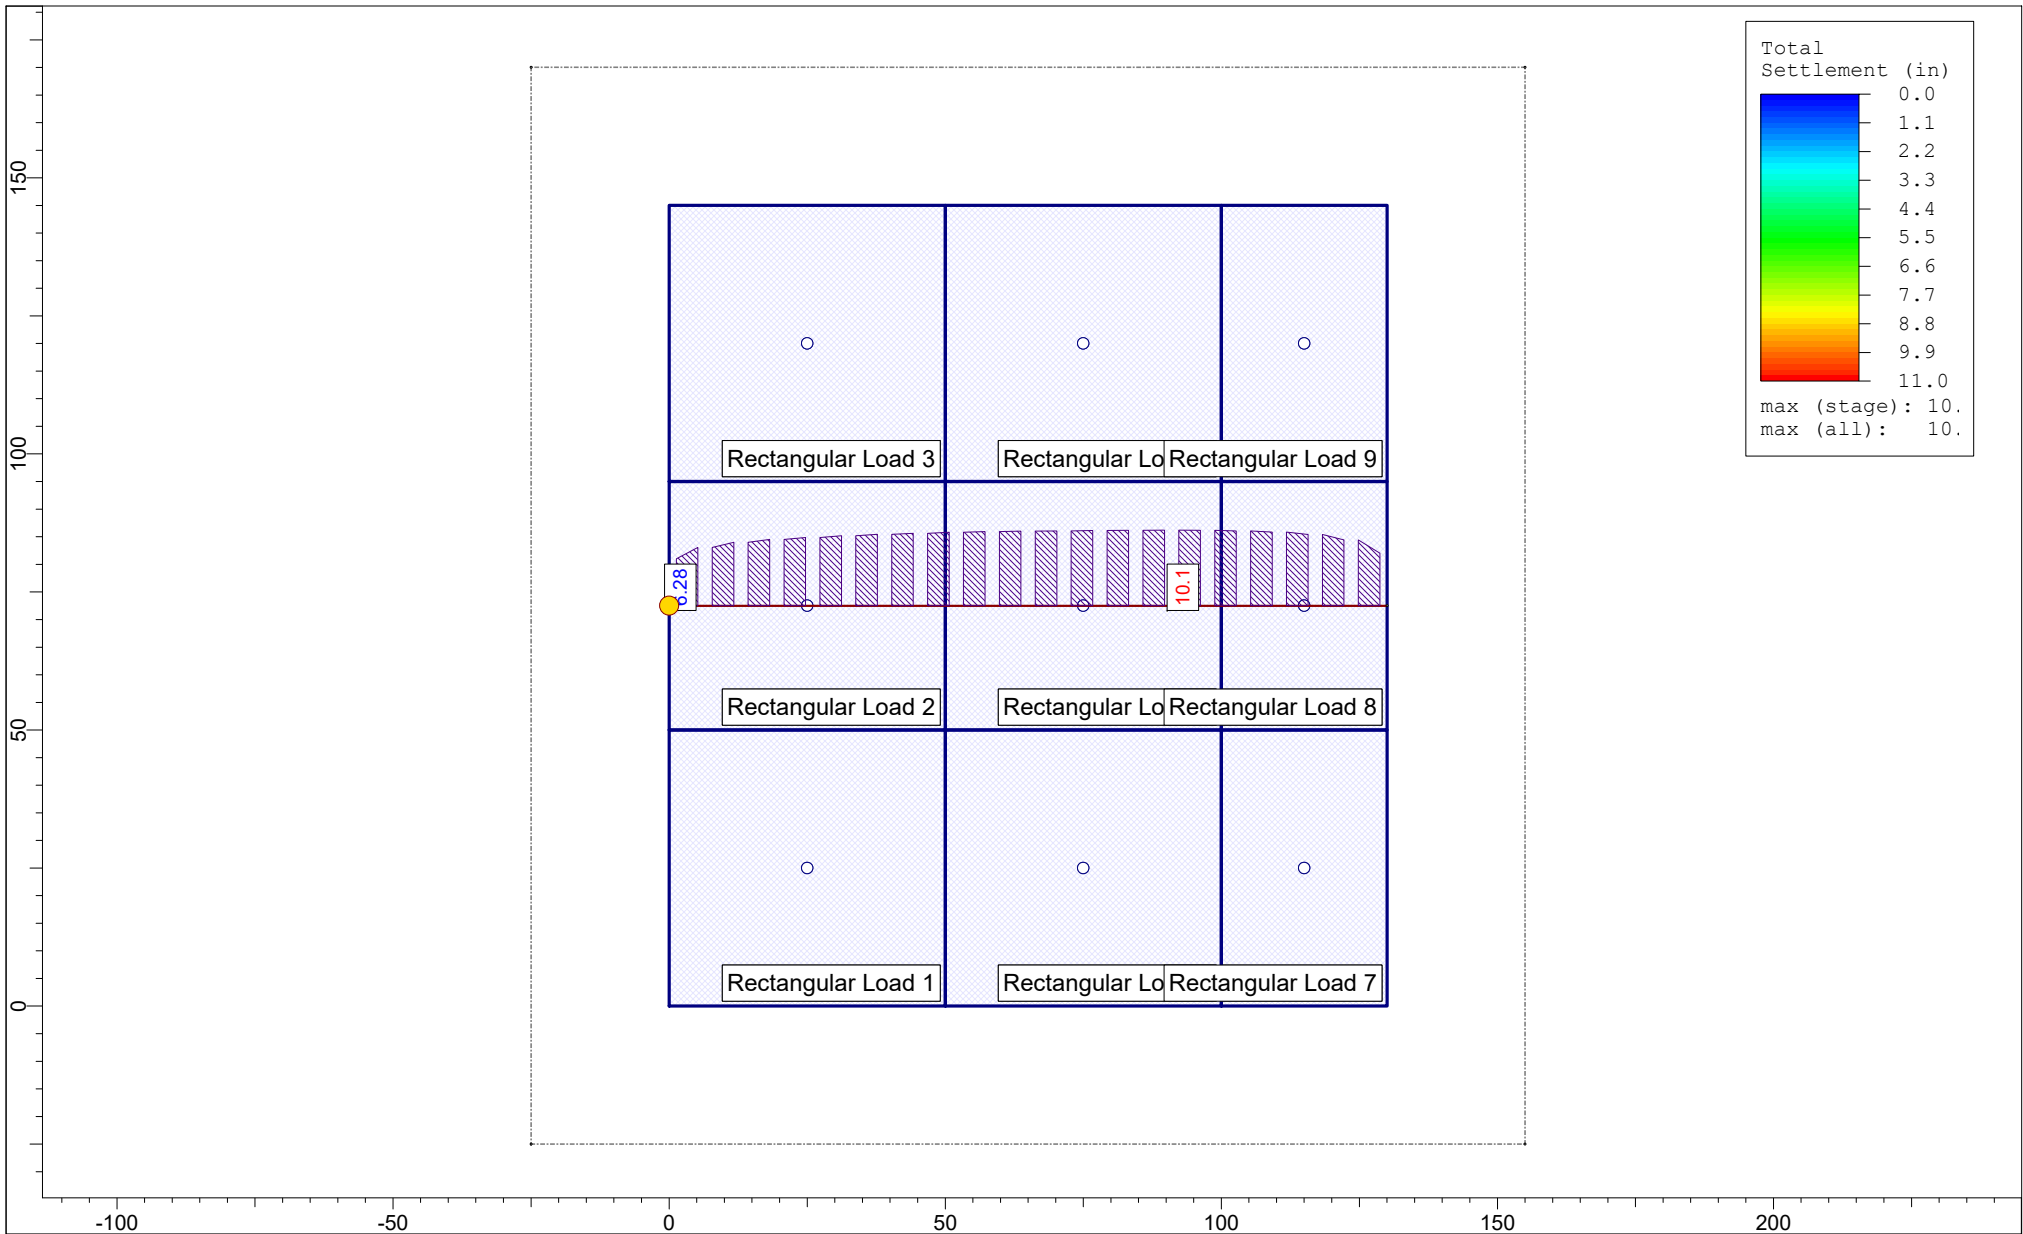 Total
Settlement (in)
0.0
1.1
2.2
3.3
4.4
5.5
6.6
7.7
8.8
9.9
11.0
max (stage): 10.
max (all): 10.
150
100
50
0
Rectangular Load 3
Rectangular Lo
Rectangular Load 9
6.28
10.1
Rectangular Load 2
Rectangular Lo
Rectangular Load 8
Rectangular Load 1
Rectangular Lo
Rectangular Load 7
-100
-50
0
50
100
150
200